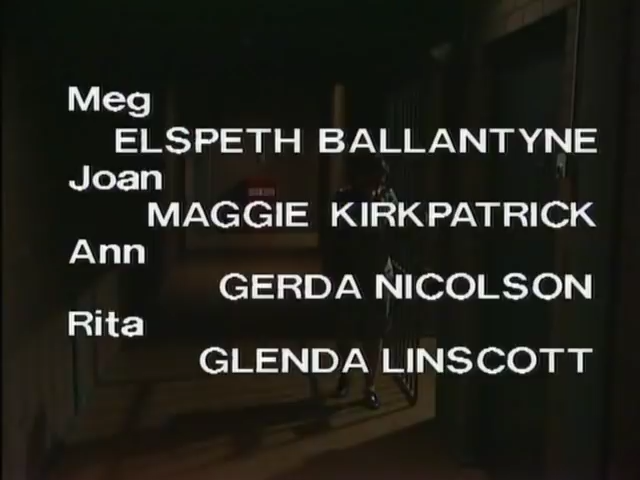 Meg
ELSPETH BALLANTYNE
Joan
MAGGIE KIRKPATRICK
Ann
GERDA NICOLSON
Rita
GLENDA LINSCOTT